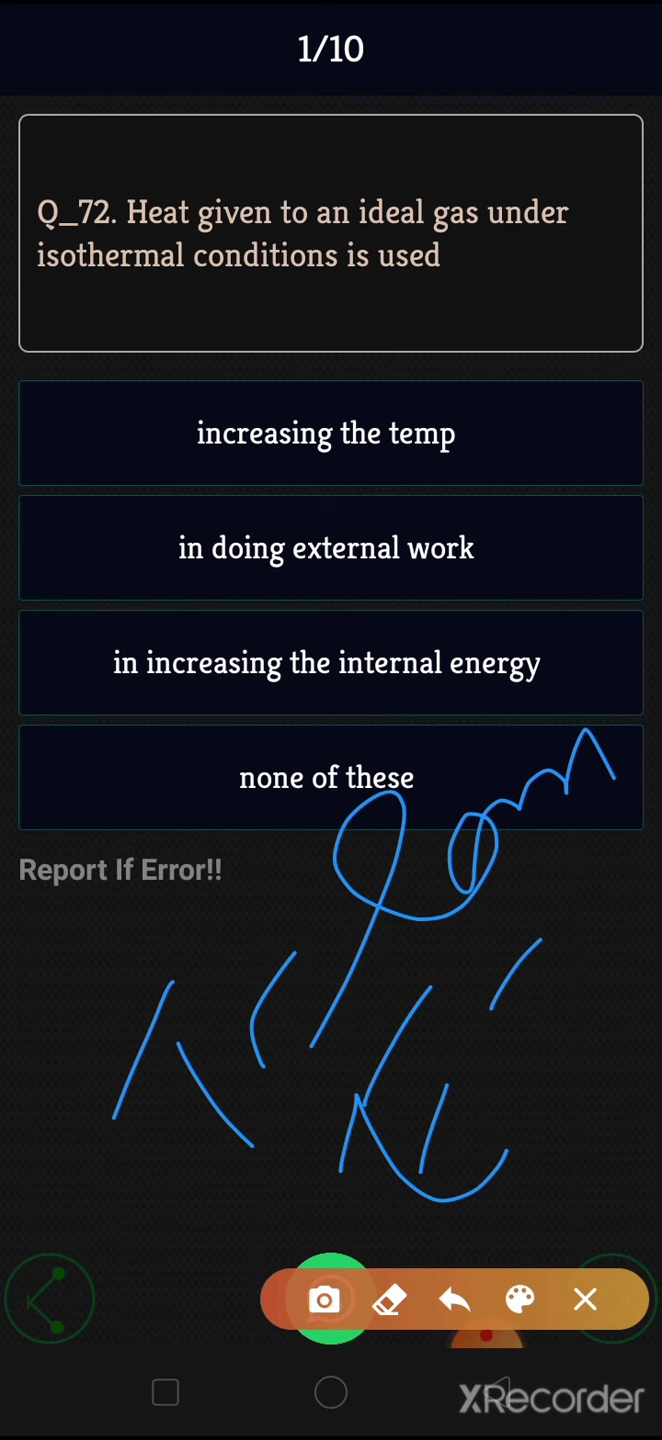 1/10
Q_72. Heat given to an ideal gas under
isothermal conditions is used
increasing the temp
in doing external work
in increasing the internal energy
none of these
Report If Error!!
XRecorder